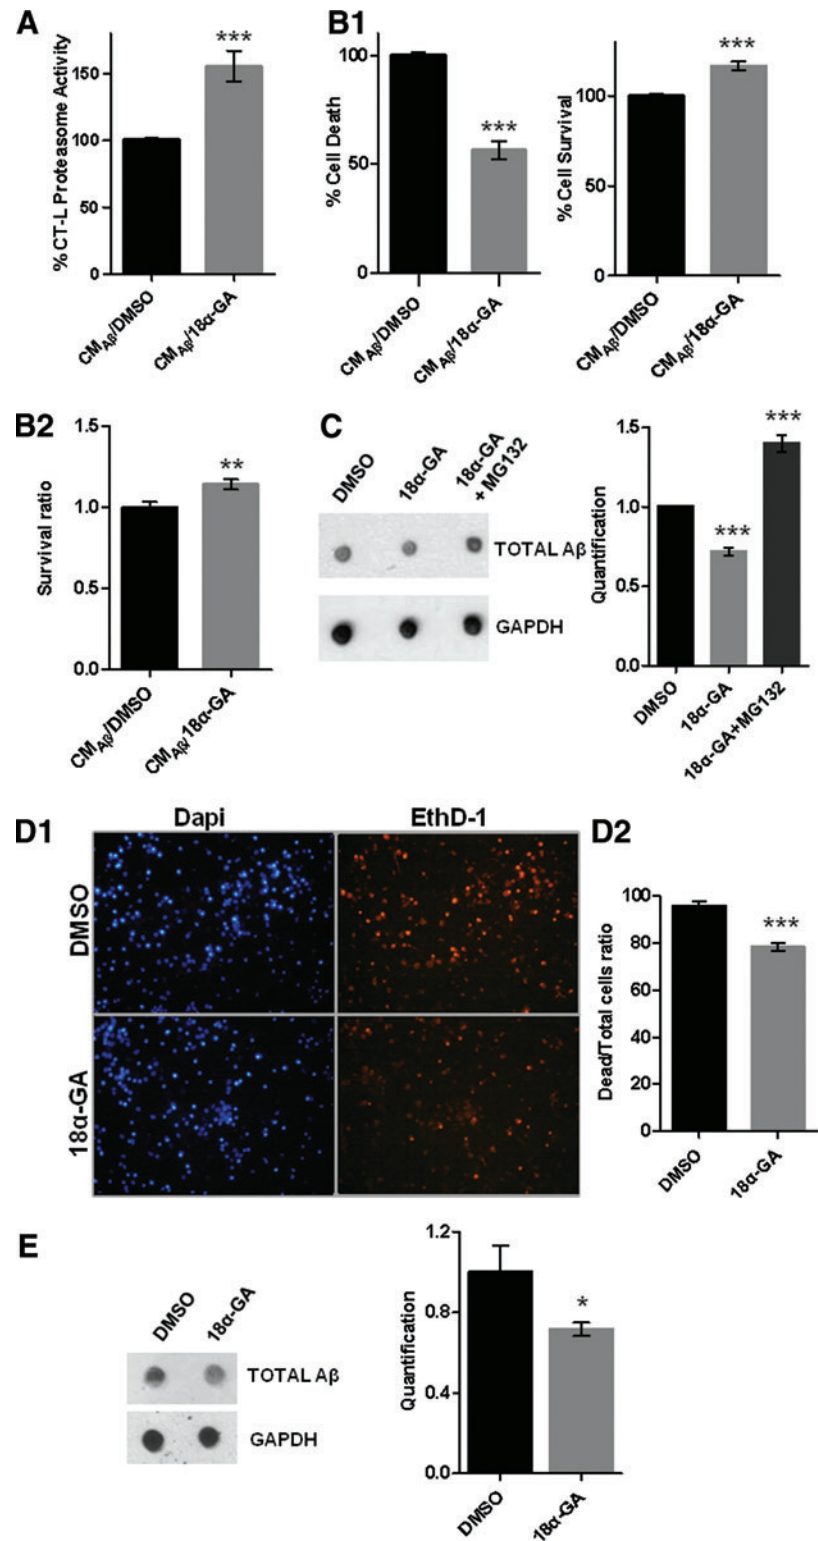 A
% CT-L Proteasome Activity
150
100
50
0
***
CMAβ/DMSO
CMAβ/18α-GA
B1
% Cell Death
100
50
0
***
CMAβ/DMSO
CMAβ/18α-GA
% Cell Survival
100
50
0
***
CMAβ/DMSO
CMAβ/18α-GA
B2
Survival ratio
1.5
1.0
0.5
0.0
**
CMAβ/DMSO
CMAβ/18α-GA
C
DMSO
18α-GA
18α-GA
+ MG132
TOTAL Aβ
GAPDH
Quantification
1.5
1.0
0.5
0.0
***
***
DMSO
18α-GA
18α-GA+MG132
D1
Dapi
EthD-1
DMSO
18α-GA
D2
Dead/Total cells ratio
100
80
60
40
20
0
***
DMSO
18α-GA
E
DMSO
18α-GA
TOTAL Aβ
GAPDH
Quantification
1.2
0.8
0.4
0.0
*
DMSO
18α-GA